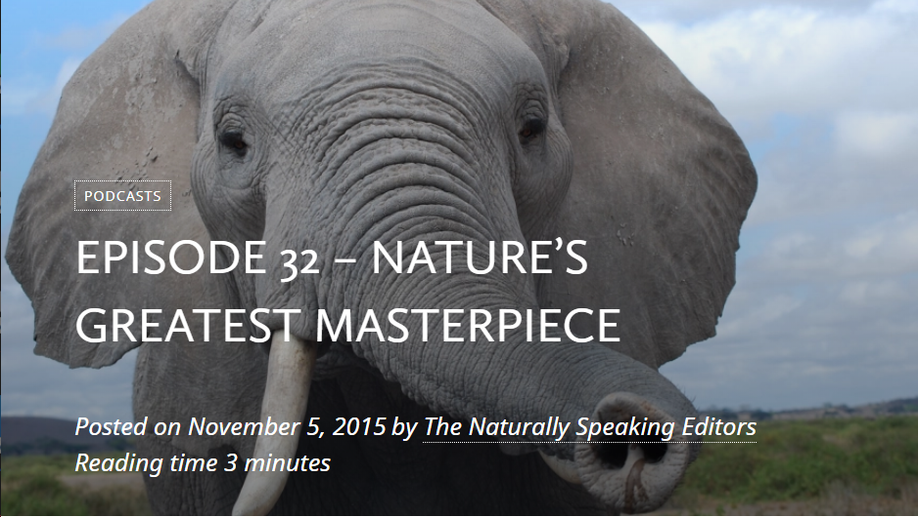 PODCASTS
EPISODE 32 – NATURE’S
GREATEST MASTERPIECE
Posted on November 5, 2015 by The Naturally Speaking Editors
Reading time 3 minutes